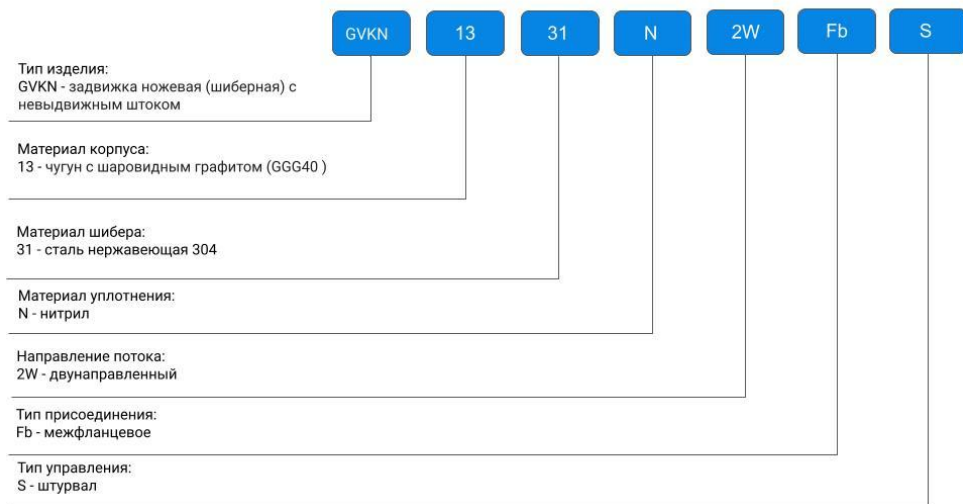 GVKN 13 31 N 2W Fb S
Тип изделия:
GVKN - задвижка ножевая (шиберная) с
невыдвижным штоком
Материал корпуса:
13 - чугун с шаровидным графитом (GGG40 )
Материал шибера:
31 - сталь нержавеющая 304
Материал уплотнения:
N - нитрил
Направление потока:
2W - двунаправленный
Тип присоединения:
Fb - межфланцевое
Тип управления:
S - штурвал